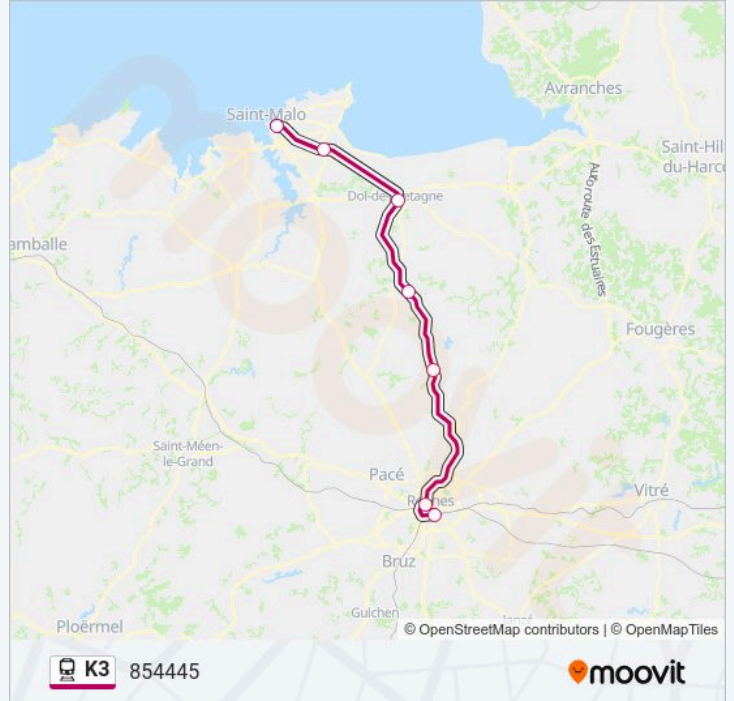 Avranches
Saint-Malo
Saint-Hil
du-Harco
Autoroute des Estuaires
Dol-de-Bretagne
amballe
Fougères
Saint-Méen-
le-Grand
Pacé
Rennes
Vitré
Bruz
Guichen
Ploërmel
© OpenStreetMap contributors | © OpenMapTiles
K3 854445
moovit